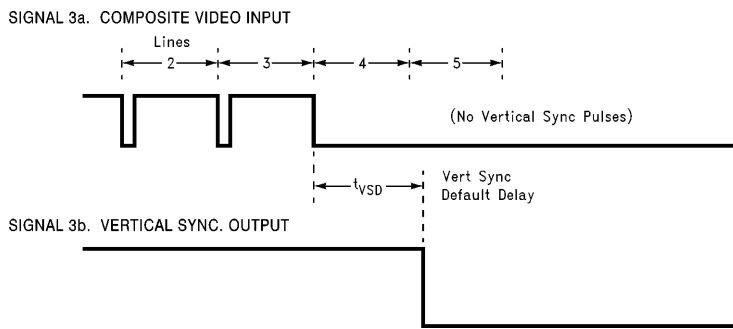 SIGNAL 3a. COMPOSITE VIDEO INPUT
Lines
2 3 4 5
(No Vertical Sync Pulses)
tVSD
Vert Sync
Default Delay
SIGNAL 3b. VERTICAL SYNC. OUTPUT